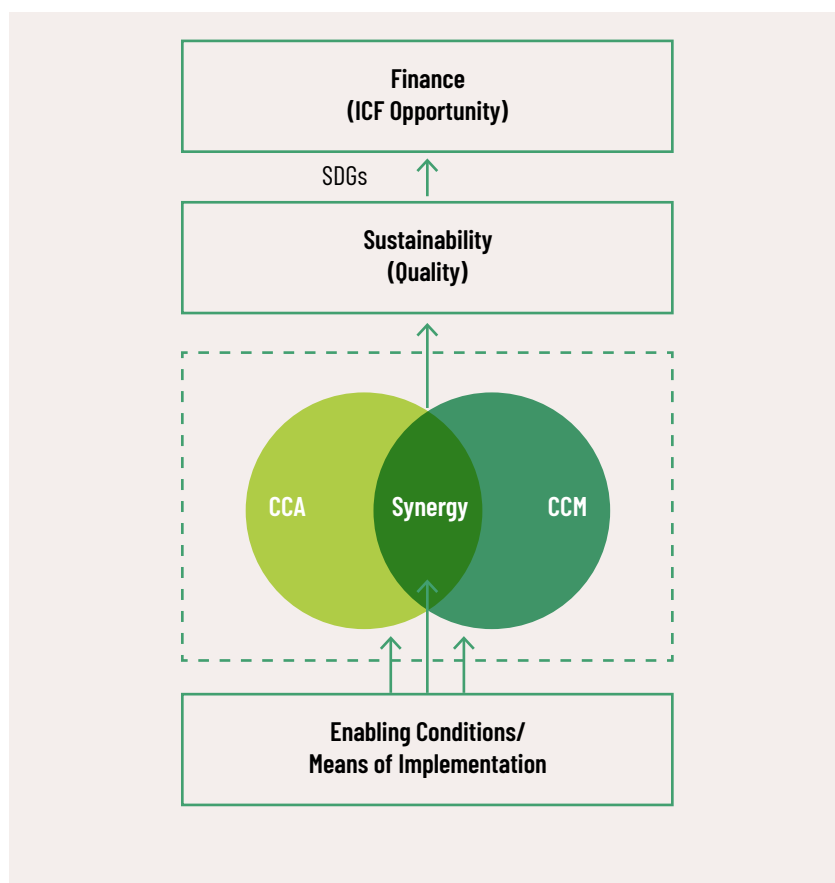 Finance
(ICF Opportunity)
SDGs
Sustainability
(Quality)
CCA
Synergy
CCM
Enabling Conditions/
Means of Implementation